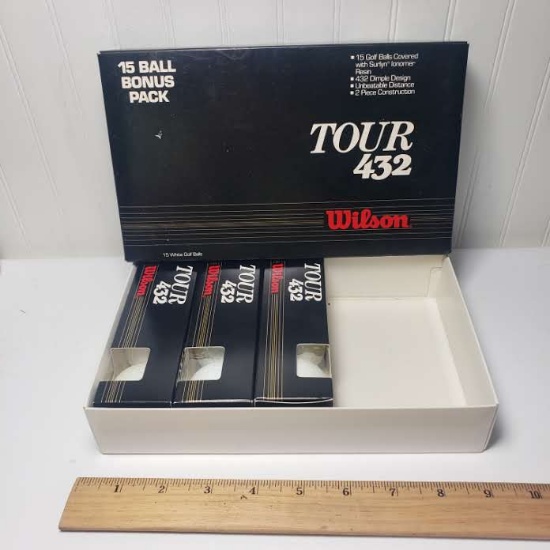 15 BALL
BONUS
PACK
• 15 Golf Balls Covered
with Surlyn® Ionomer
Resin
• 432 Dimple Design
• Unbeatable Distance
• 2 Piece Construction
TOUR
432
Wilson
15 White Golf Balls
TOUR
432
Wilson
TOUR
432
Wilson
TOUR
432
Wilson
1 2 3 4 5 6 7 8 9 10